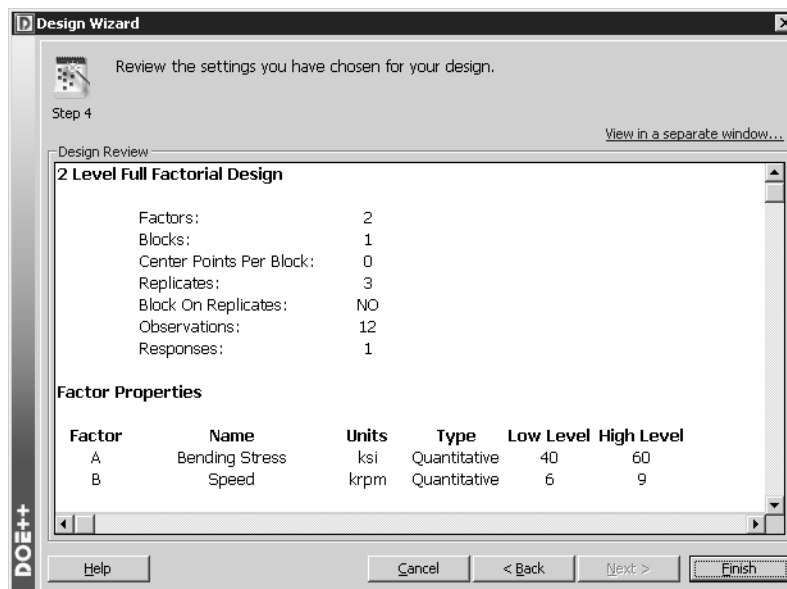 Design Wizard
Review the settings you have chosen for your design.
Step 4
View in a separate window...
Design Review
2 Level Full Factorial Design
Factors: 2
Blocks: 1
Center Points Per Block: 0
Replicates: 3
Block On Replicates: NO
Observations: 12
Responses: 1
Factor Properties
Factor Name Units Type Low Level High Level
A Bending Stress ksi Quantitative 40 60
B Speed krpm Quantitative 6 9
DOE++
Help Cancel < Back Next > Finish